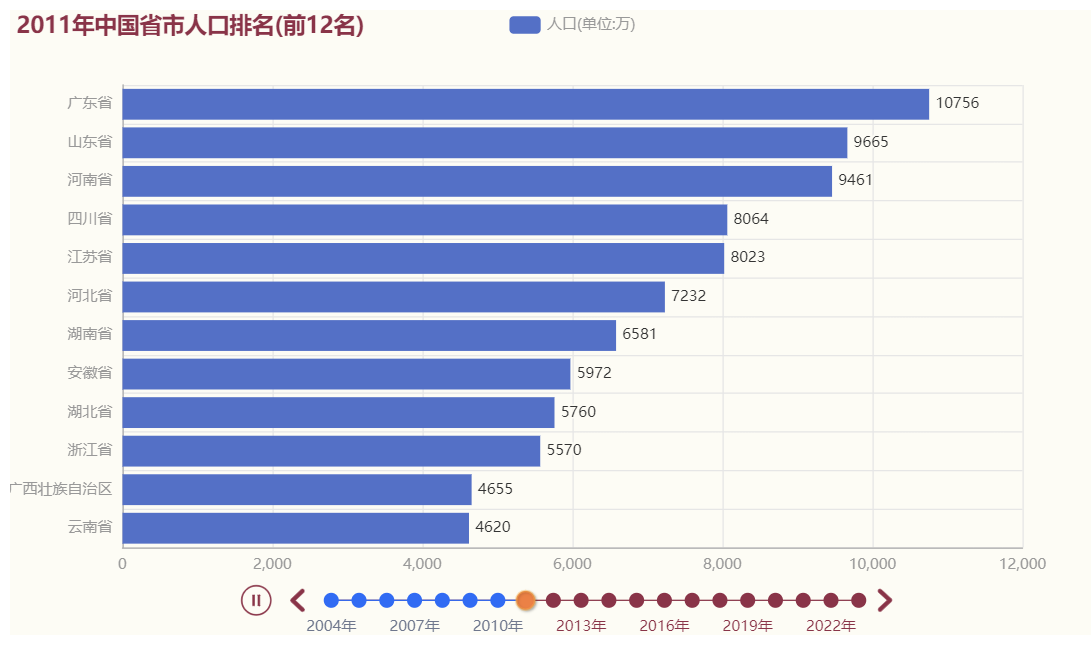 2011年中国省市人口排名(前12名)
人口(单位:万)
广东省 10756
山东省 9665
河南省 9461
四川省 8064
江苏省 8023
河北省 7232
湖南省 6581
安徽省 5972
湖北省 5760
浙江省 5570
广西壮族自治区 4655
云南省 4620
0 2,000 4,000 6,000 8,000 10,000 12,000
2004年 2007年 2010年 2013年 2016年 2019年 2022年